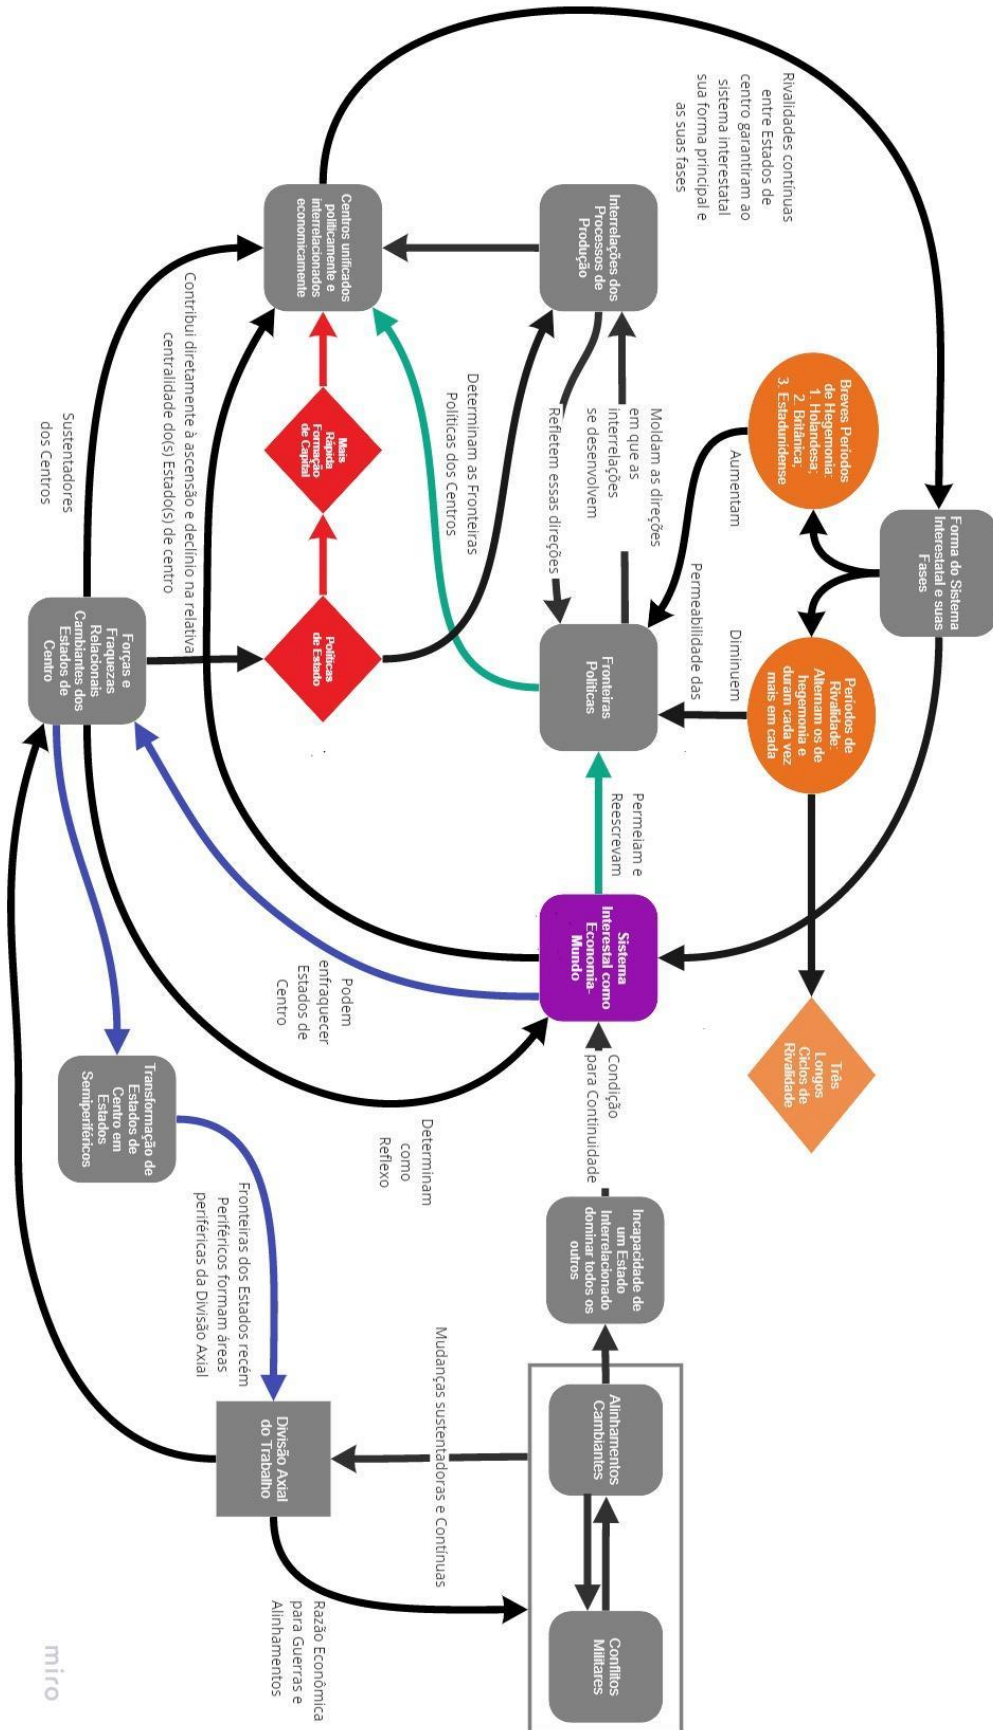 Forma do Sistema
Interestatal e suas
Fases
Breves Períodos
de Hegemonia:
1. Holandesa;
2. Britânica;
3. Estadunidense
Períodos de
Rivalidade:
Alternam os de
hegemonia e
duram cada vez
mais em cada
Três
Longos
Ciclos de
Rivalidade
Rivalidades contínuas
entre Estados de
centro garantiram ao
sistema interestatal
sua forma principal e
as suas fases
Aumentam
Diminuem
Permeabilidade das
Moldam as direções
em que as
interrelações
se desenvolvem
Refletem essas direções
Interrelações dos
Processos de
Produção
Fronteiras
Políticas
Permeiam e
Reescrevam
Sistema
Interestal como
Economia-
Mundo
Condição
para Continuidade
Incapacidade de
um Estado
Interrelacionado
dominar todos os
outros
Alinhamentos
Cambiantes
Conflitos
Militares
Determinam as Fronteiras
Políticas dos Centros
Determinam
como
Reflexo
Mudanças sustentadoras e Contínuas
Centros unificados
politicamente e
interrelacionados
economicamente
Mais
Rápida
Formação
de Capital
Políticas
de Estado
Podem
enfraquecer
Estados de
Centro
Divisão Axial
do Trabalho
Razão Econômica
para Guerras e
Alinhamentos
Contribui diretamente à ascensão e declínio na relativa
centralidade do(s) Estado(s) de centro
Fronteiras dos Estados recém
Periféricos formam áreas
periféricas da Divisão Axial
Sustentadores
dos Centros
Forças e
Fraquezas
Relacionais
Cambiantes dos
Estados de
Centro
Transformação de
Estados de
Centro em
Estados
Semiperiféricos
miro